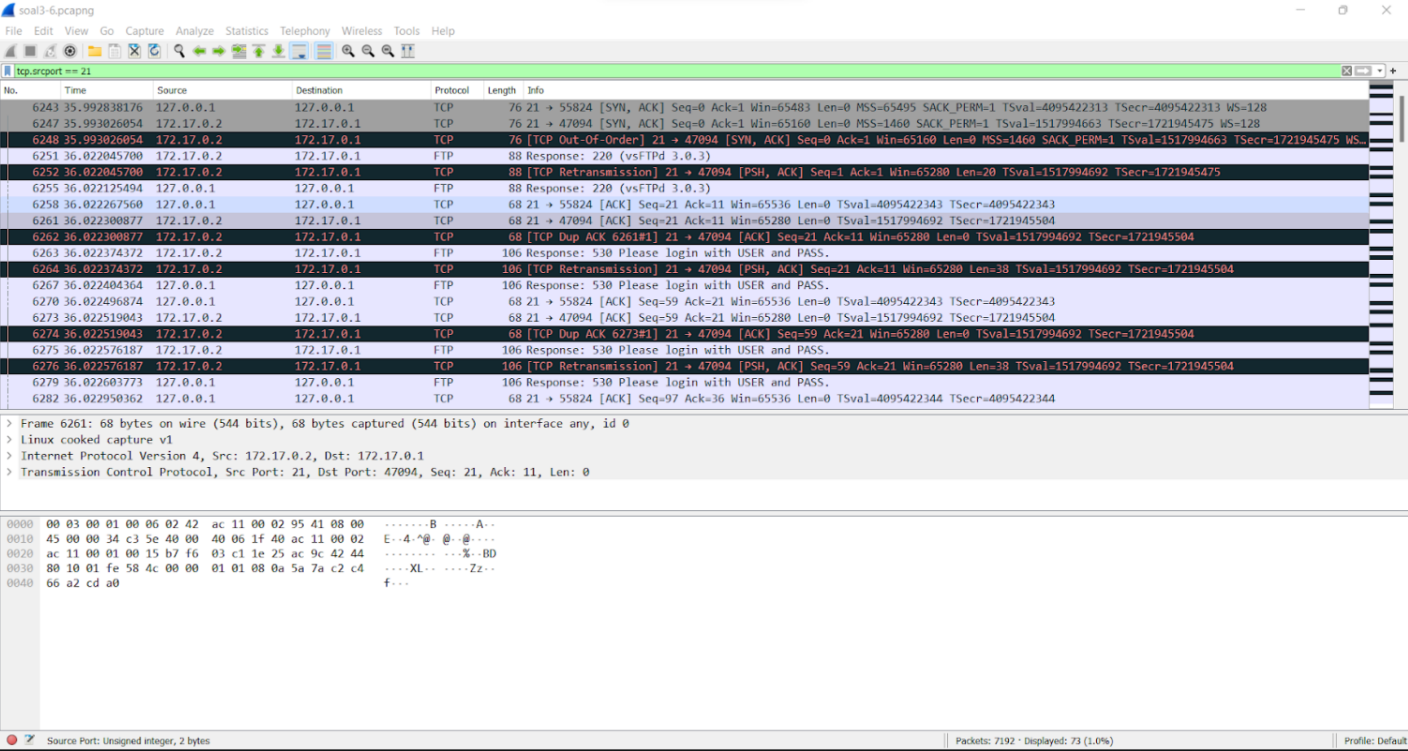 soal3-6.pcapng
File Edit View Go Capture Analyze Statistics Telephony Wireless Tools Help
tcp.srcport == 21
No. Time Source Destination Protocol Length Info
6243 35.992838176 127.0.0.1 127.0.0.1 TCP 76 21 → 55824 [SYN, ACK] Seq=0 Ack=1 Win=65483 Len=0 MSS=65495 SACK_PERM=1 TSval=4095422313 TSecr=4095422313 WS=128
6247 35.993026054 172.17.0.2 172.17.0.1 TCP 76 21 → 47094 [SYN, ACK] Seq=0 Ack=1 Win=65160 Len=0 MSS=1460 SACK_PERM=1 TSval=1517994663 TSecr=1721945475 WS=128
6248 35.993026054 172.17.0.2 172.17.0.1 TCP 76 [TCP Out-Of-Order] 21 → 47094 [SYN, ACK] Seq=0 Ack=1 Win=65160 Len=0 MSS=1460 SACK_PERM=1 TSval=1517994663 TSecr=1721945475 WS…
6251 36.022045700 172.17.0.2 172.17.0.1 FTP 88 Response: 220 (vsFTPd 3.0.3)
6252 36.022045700 172.17.0.2 172.17.0.1 TCP 88 [TCP Retransmission] 21 → 47094 [PSH, ACK] Seq=1 Ack=1 Win=65280 Len=20 TSval=1517994692 TSecr=1721945475
6255 36.022125494 127.0.0.1 127.0.0.1 FTP 88 Response: 220 (vsFTPd 3.0.3)
6258 36.022267560 127.0.0.1 127.0.0.1 TCP 68 21 → 55824 [ACK] Seq=21 Ack=11 Win=65536 Len=0 TSval=4095422343 TSecr=4095422343
6261 36.022300877 172.17.0.2 172.17.0.1 TCP 68 21 → 47094 [ACK] Seq=21 Ack=11 Win=65280 Len=0 TSval=1517994692 TSecr=1721945504
6262 36.022300877 172.17.0.2 172.17.0.1 TCP 68 [TCP Dup ACK 6261#1] 21 → 47094 [ACK] Seq=21 Ack=11 Win=65280 Len=0 TSval=1517994692 TSecr=1721945504
6263 36.022374372 172.17.0.2 172.17.0.1 FTP 106 Response: 530 Please login with USER and PASS.
6264 36.022374372 172.17.0.2 172.17.0.1 TCP 106 [TCP Retransmission] 21 → 47094 [PSH, ACK] Seq=21 Ack=11 Win=65280 Len=38 TSval=1517994692 TSecr=1721945504
6267 36.022404364 127.0.0.1 127.0.0.1 FTP 106 Response: 530 Please login with USER and PASS.
6270 36.022496874 127.0.0.1 127.0.0.1 TCP 68 21 → 55824 [ACK] Seq=59 Ack=21 Win=65536 Len=0 TSval=4095422343 TSecr=4095422343
6273 36.022519043 172.17.0.2 172.17.0.1 TCP 68 21 → 47094 [ACK] Seq=59 Ack=21 Win=65280 Len=0 TSval=1517994692 TSecr=1721945504
6274 36.022519043 172.17.0.2 172.17.0.1 TCP 68 [TCP Dup ACK 6273#1] 21 → 47094 [ACK] Seq=59 Ack=21 Win=65280 Len=0 TSval=1517994692 TSecr=1721945504
6275 36.022576187 172.17.0.2 172.17.0.1 FTP 106 Response: 530 Please login with USER and PASS.
6276 36.022576187 172.17.0.2 172.17.0.1 TCP 106 [TCP Retransmission] 21 → 47094 [PSH, ACK] Seq=59 Ack=21 Win=65280 Len=38 TSval=1517994692 TSecr=1721945504
6279 36.022603773 127.0.0.1 127.0.0.1 FTP 106 Response: 530 Please login with USER and PASS.
6282 36.022950362 127.0.0.1 127.0.0.1 TCP 68 21 → 55824 [ACK] Seq=97 Ack=36 Win=65536 Len=0 TSval=4095422344 TSecr=4095422344
Frame 6261: 68 bytes on wire (544 bits), 68 bytes captured (544 bits) on interface any, id 0
Linux cooked capture v1
Internet Protocol Version 4, Src: 172.17.0.2, Dst: 172.17.0.1
Transmission Control Protocol, Src Port: 21, Dst Port: 47094, Seq: 21, Ack: 11, Len: 0
0000 00 03 00 01 00 06 02 42 ac 11 00 02 95 41 08 00 ·······B ·····A··
0010 45 00 00 34 c3 5e 40 00 40 06 1f 40 ac 11 00 02 E··4·^@· @··@····
0020 ac 11 00 01 00 15 b7 f6 03 c1 1e 25 ac 9c 42 44 ········ ···%··BD
0030 80 10 01 fe 58 4c 00 00 01 01 08 0a 5a 7a c2 c4 ····XL·· ····Zz··
0040 66 a2 cd a0 f···
Source Port: Unsigned integer, 2 bytes
Packets: 7192 · Displayed: 73 (1.0%)
Profile: Default